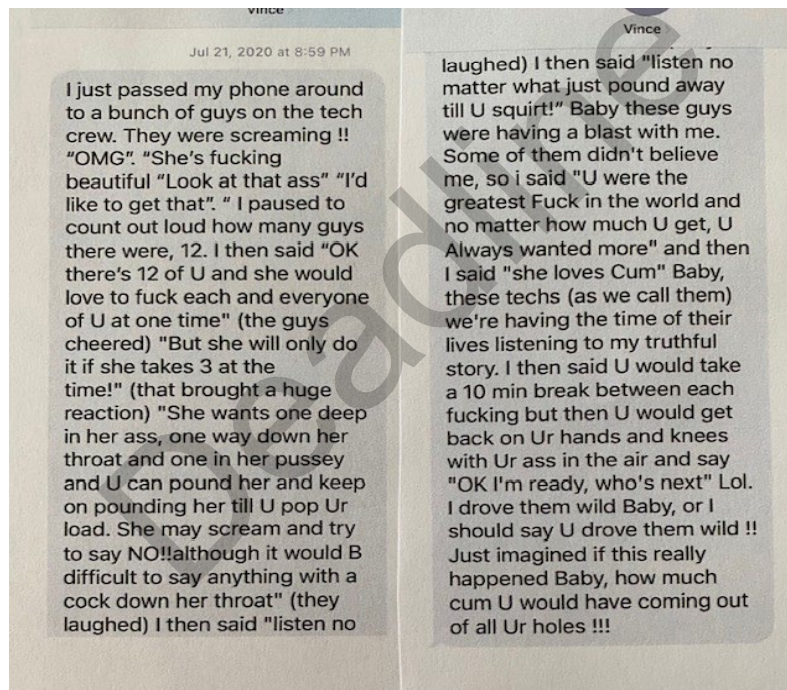 Vince
Jul 21, 2020 at 8:59 PM
I just passed my phone around
to a bunch of guys on the tech
crew. They were screaming !!
“OMG”. “She’s fucking
beautiful “Look at that ass” “I’d
like to get that”. “ I paused to
count out loud how many guys
there were, 12. I then said “OK
there’s 12 of U and she would
love to fuck each and everyone
of U at one time" (the guys
cheered) "But she will only do
it if she takes 3 at the
time!" (that brought a huge
reaction) "She wants one deep
in her ass, one way down her
throat and one in her pussey
and U can pound her and keep
on pounding her till U pop Ur
load. She may scream and try
to say NO!!although it would B
difficult to say anything with a
cock down her throat" (they
laughed) I then said "listen no
Vince
laughed) I then said "listen no
matter what just pound away
till U squirt!” Baby these guys
were having a blast with me.
Some of them didn't believe
me, so i said "U were the
greatest Fuck in the world and
no matter how much U get, U
Always wanted more" and then
I said "she loves Cum" Baby,
these techs (as we call them)
we're having the time of their
lives listening to my truthful
story. I then said U would take
a 10 min break between each
fucking but then U would get
back on Ur hands and knees
with Ur ass in the air and say
"OK I'm ready, who's next" Lol.
I drove them wild Baby, or I
should say U drove them wild !!
Just imagined if this really
happened Baby, how much
cum U would have coming out
of all Ur holes !!!
Deadline